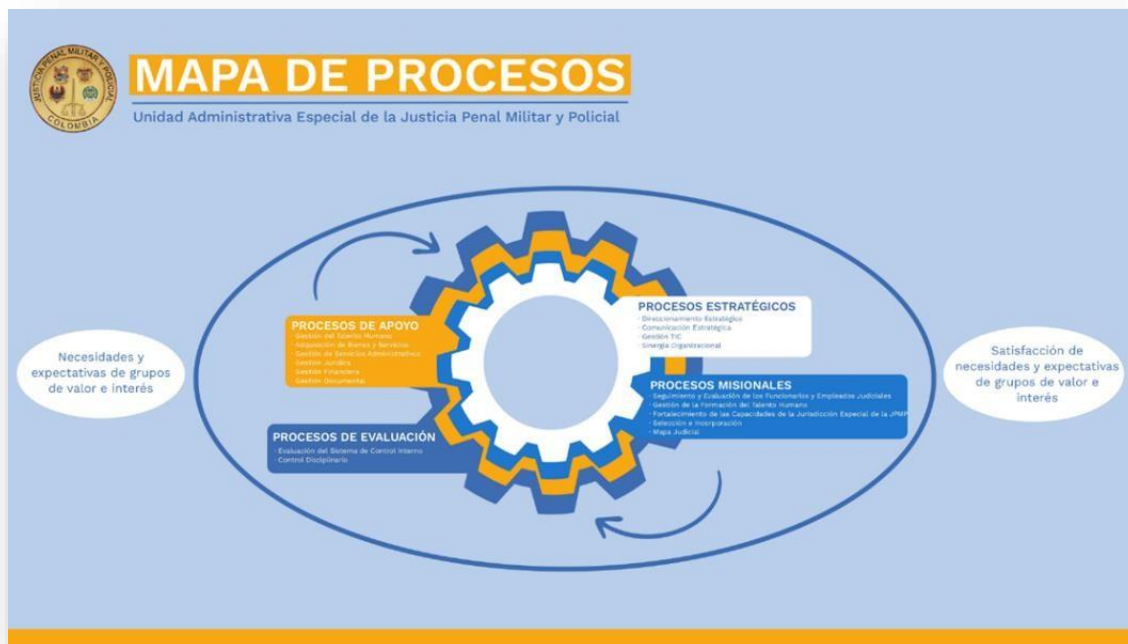 JUSTICIA PENAL MILITAR Y POLICIAL
COLOMBIA
MAPA DE PROCESOS
Unidad Administrativa Especial de la Justicia Penal Militar y Policial
Necesidades y
expectativas de grupos
de valor e interés
PROCESOS DE APOYO
- Gestión del Talento Humano
- Adquisición de Bienes y Servicios
- Gestión de Servicios Administrativos
- Gestión Jurídica
- Gestión Financiera
- Gestión Documental
PROCESOS DE EVALUACIÓN
- Evaluación del Sistema de Control Interno
- Control Disciplinario
PROCESOS ESTRATÉGICOS
- Direccionamiento Estratégico
- Comunicación Estratégica
- Gestión TIC
- Sinergia Organizacional
PROCESOS MISIONALES
- Seguimiento y Evaluación de los Funcionarios y Empleados Judiciales
- Gestión de la Formación del Talento Humano
- Fortalecimiento de las Capacidades de la Jurisdicción Especial de la JPMP
- Selección e Incorporación
- Mapa Judicial
Satisfacción de
necesidades y expectativas
de grupos de valor e
interés